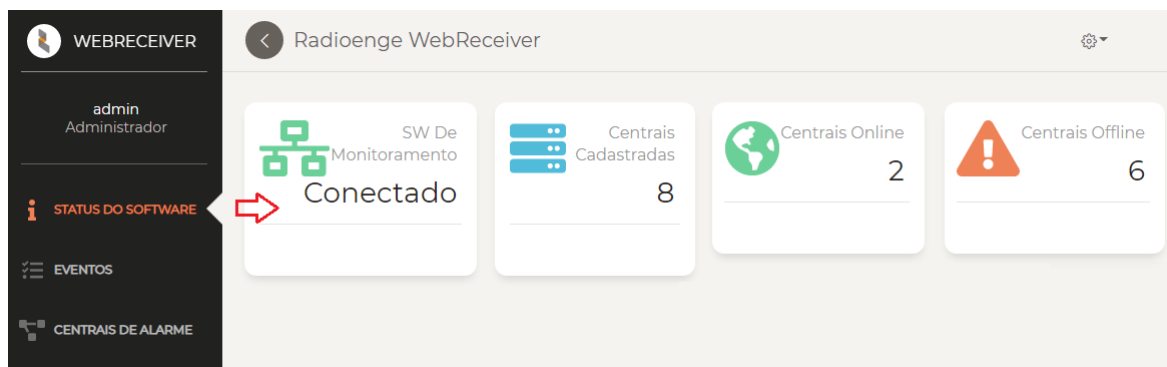 WEBRECEIVER
Radioenge WebReceiver
admin
Administrador
STATUS DO SOFTWARE
EVENTOS
CENTRAIS DE ALARME
SW De
Monitoramento
Conectado
Centrais
Cadastradas
8
Centrais Online
2
Centrais Offline
6